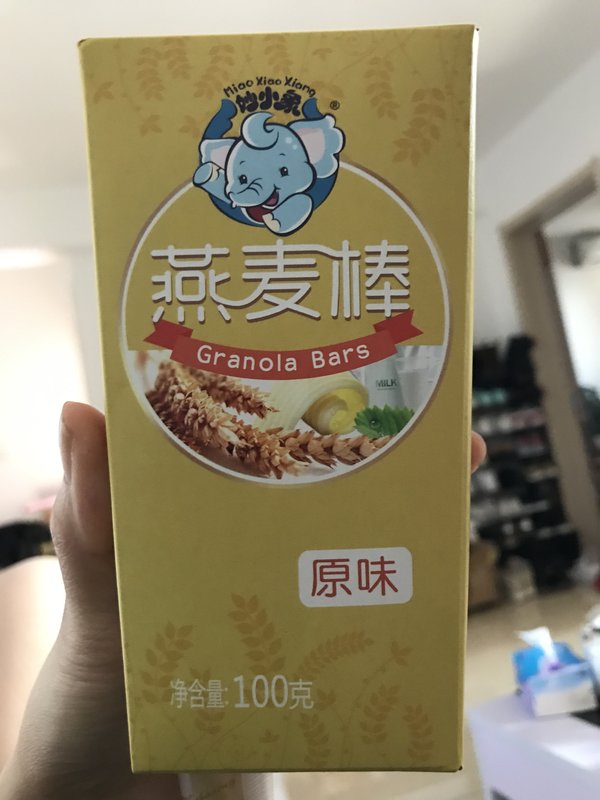 Miao Xiao Xiang
妙小象®
燕麦棒
Granola Bars
MILK
原味
净含量:100克